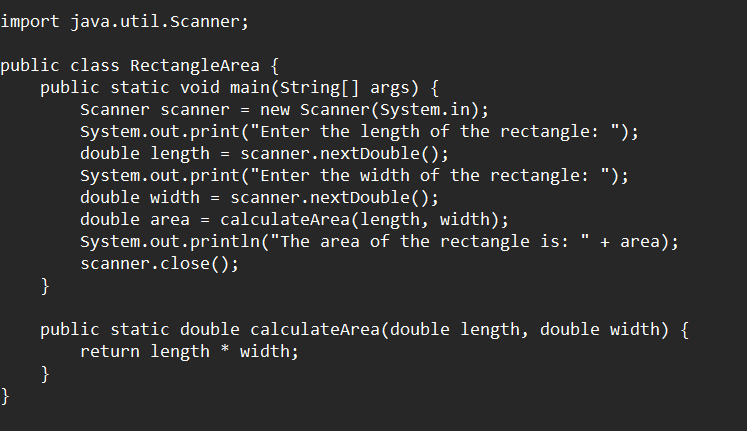 import java.util.Scanner;

public class RectangleArea {
    public static void main(String[] args) {
        Scanner scanner = new Scanner(System.in);
        System.out.print("Enter the length of the rectangle: ");
        double length = scanner.nextDouble();
        System.out.print("Enter the width of the rectangle: ");
        double width = scanner.nextDouble();
        double area = calculateArea(length, width);
        System.out.println("The area of the rectangle is: " + area);
        scanner.close();
    }

    public static double calculateArea(double length, double width) {
        return length * width;
    }
}